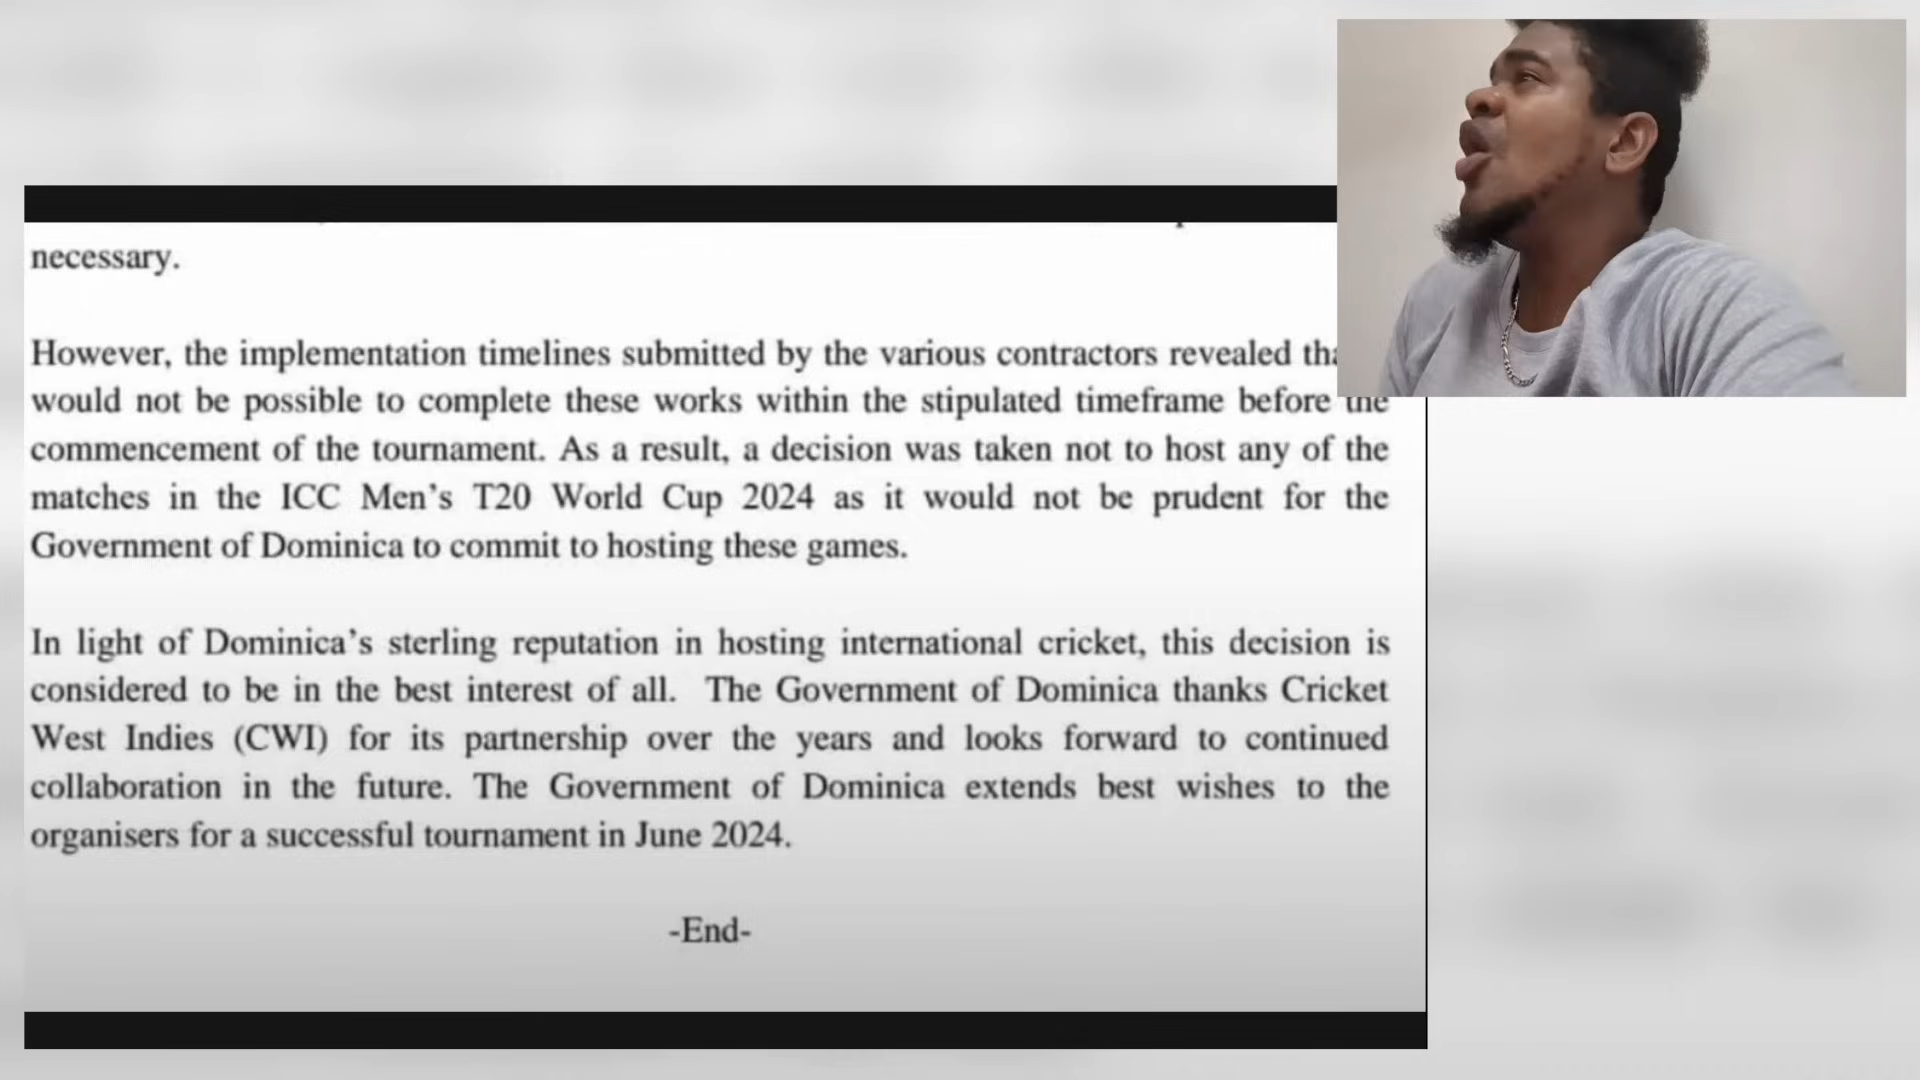 necessary.
However, the implementation timelines submitted by the various contractors revealed
would not be possible to complete these works within the stipulated timeframe before the
commencement of the tournament. As a result, a decision was taken not to host any of the
matches in the ICC Men’s T20 World Cup 2024 as it would not be prudent for the
Government of Dominica to commit to hosting these games.
In light of Dominica’s sterling reputation in hosting international cricket, this decision is
considered to be in the best interest of all. The Government of Dominica thanks Cricket
West Indies (CWI) for its partnership over the years and looks forward to continued
collaboration in the future. The Government of Dominica extends best wishes to the
organisers for a successful tournament in June 2024.
-End-